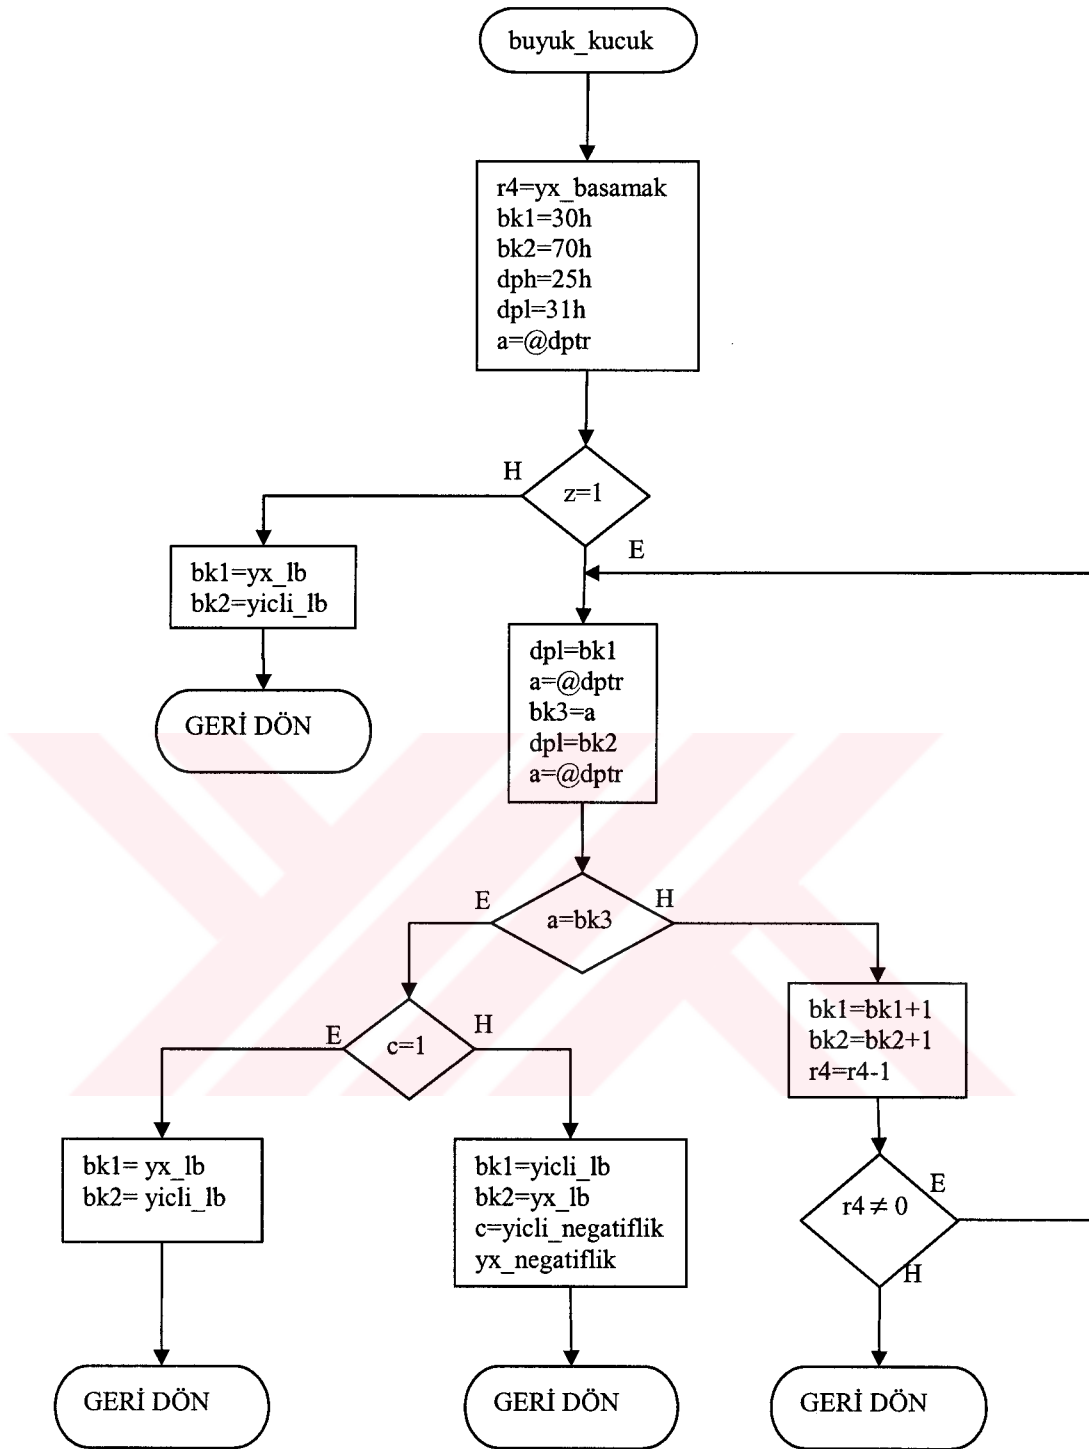 buyuk_kucuk
r4=yx_basamak
bk1=30h
bk2=70h
dph=25h
dpl=31h
a=@dptr
H
z=1
E
bk1=yx_lb
bk2=yicli_lb
GERİ DÖN
dpl=bk1
a=@dptr
bk3=a
dpl=bk2
a=@dptr
E
a=bk3
H
E
c=1
H
bk1=bk1+1
bk2=bk2+1
r4=r4-1
bk1= yx_lb
bk2= yicli_lb
bk1=yicli_lb
bk2=yx_lb
c=yicli_negatiflik
yx_negatiflik
r4 ≠ 0
E
H
GERİ DÖN
GERİ DÖN
GERİ DÖN